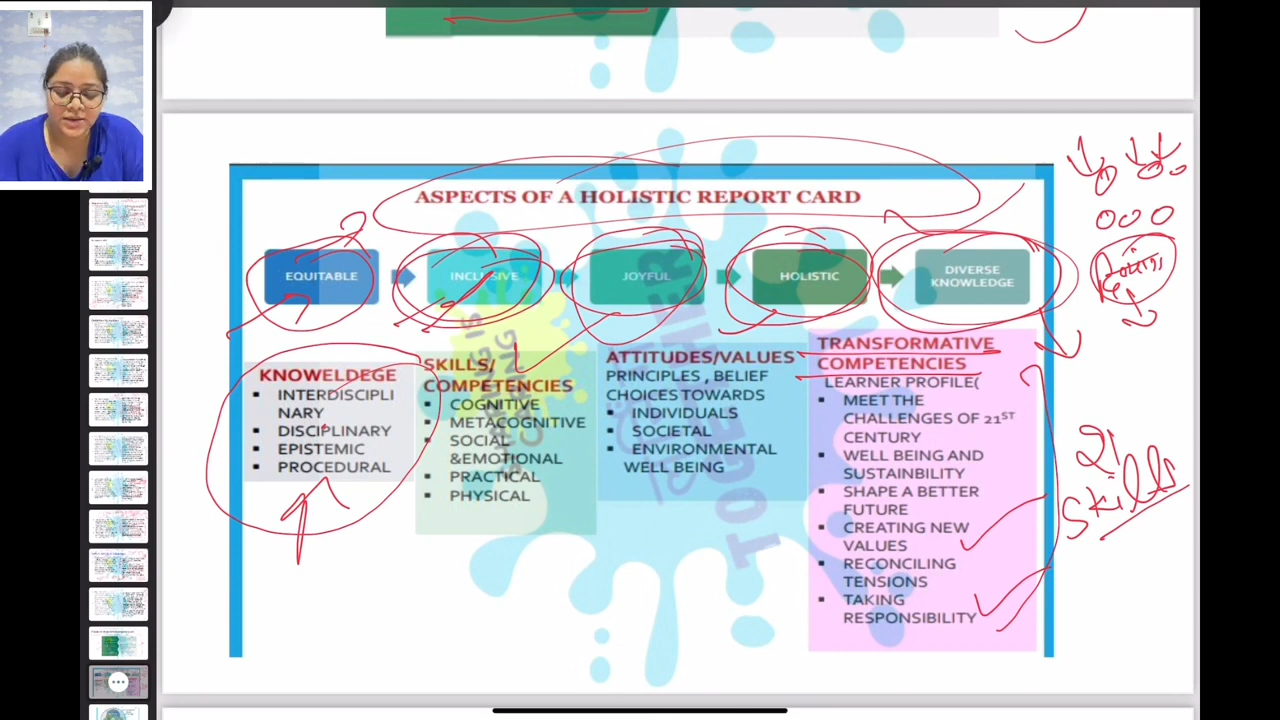 ASPECTS OF A HOLISTIC REPORT CARD
EQUITABLE
INCLUSIVE
JOYFUL
HOLISTIC
DIVERSE
KNOWLEDGE
KNOWELDEGE
INTERDISCIPLI
NARY
DISCIPLINARY
EPISTEMIC
PROCEDURAL
SKILLS/
COMPETENCIES
COGNITIVE
METACOGNITIVE
SOCIAL
&EMOTIONAL
PRACTICAL
PHYSICAL
ATTITUDES/VALUES
PRINCIPLES , BELIEF
CHOICES TOWARDS
INDIVIDUALS
SOCIETAL
ENVIRONMENTAL
WELL BEING
TRANSFORMATIVE
COMPETENCIES
LEARNER PROFILE(
MEET THE
CHALLENGES OF 21ST
CENTURY
WELL BEING AND
SUSTAINBILITY
SHAPE A BETTER
FUTURE
CREATING NEW
VALUES
RECONCILING
TENSIONS
TAKING
RESPONSIBILITY
21
Skills
TOGETHER